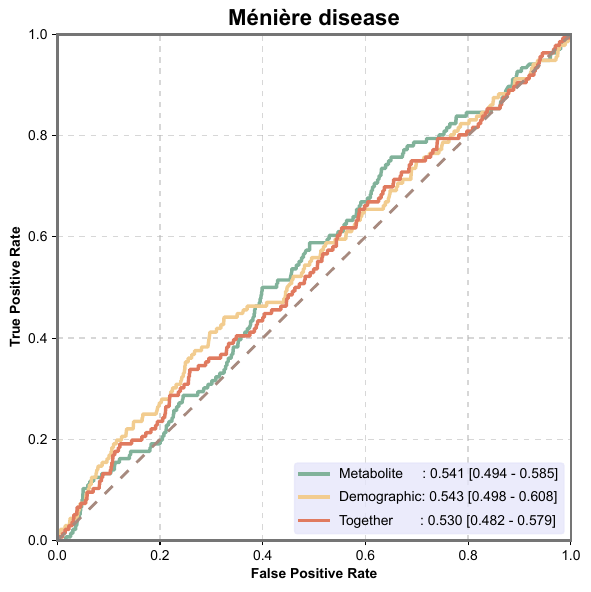 Ménière disease
1.0
0.8
0.6
0.4
0.2
0.0
True Positive Rate
Metabolite : 0.541 [0.494 - 0.585]
Demographic: 0.543 [0.498 - 0.608]
Together : 0.530 [0.482 - 0.579]
0.0 0.2 0.4 0.6 0.8 1.0
False Positive Rate